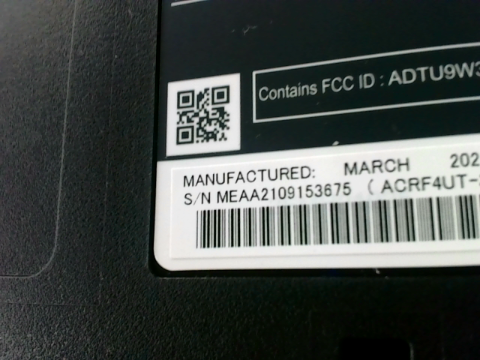 Contains FCC ID : ADTU9W3
MANUFACTURED: MARCH 202
S/N MEAA2109153675 ( ACRF4UT-